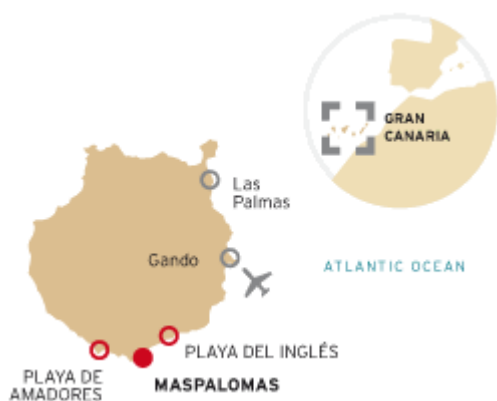 GRAN
CANARIA
Las
Palmas
Gando
ATLANTIC OCEAN
PLAYA DEL INGLÉS
PLAYA DE
AMADORES
MASPALOMAS